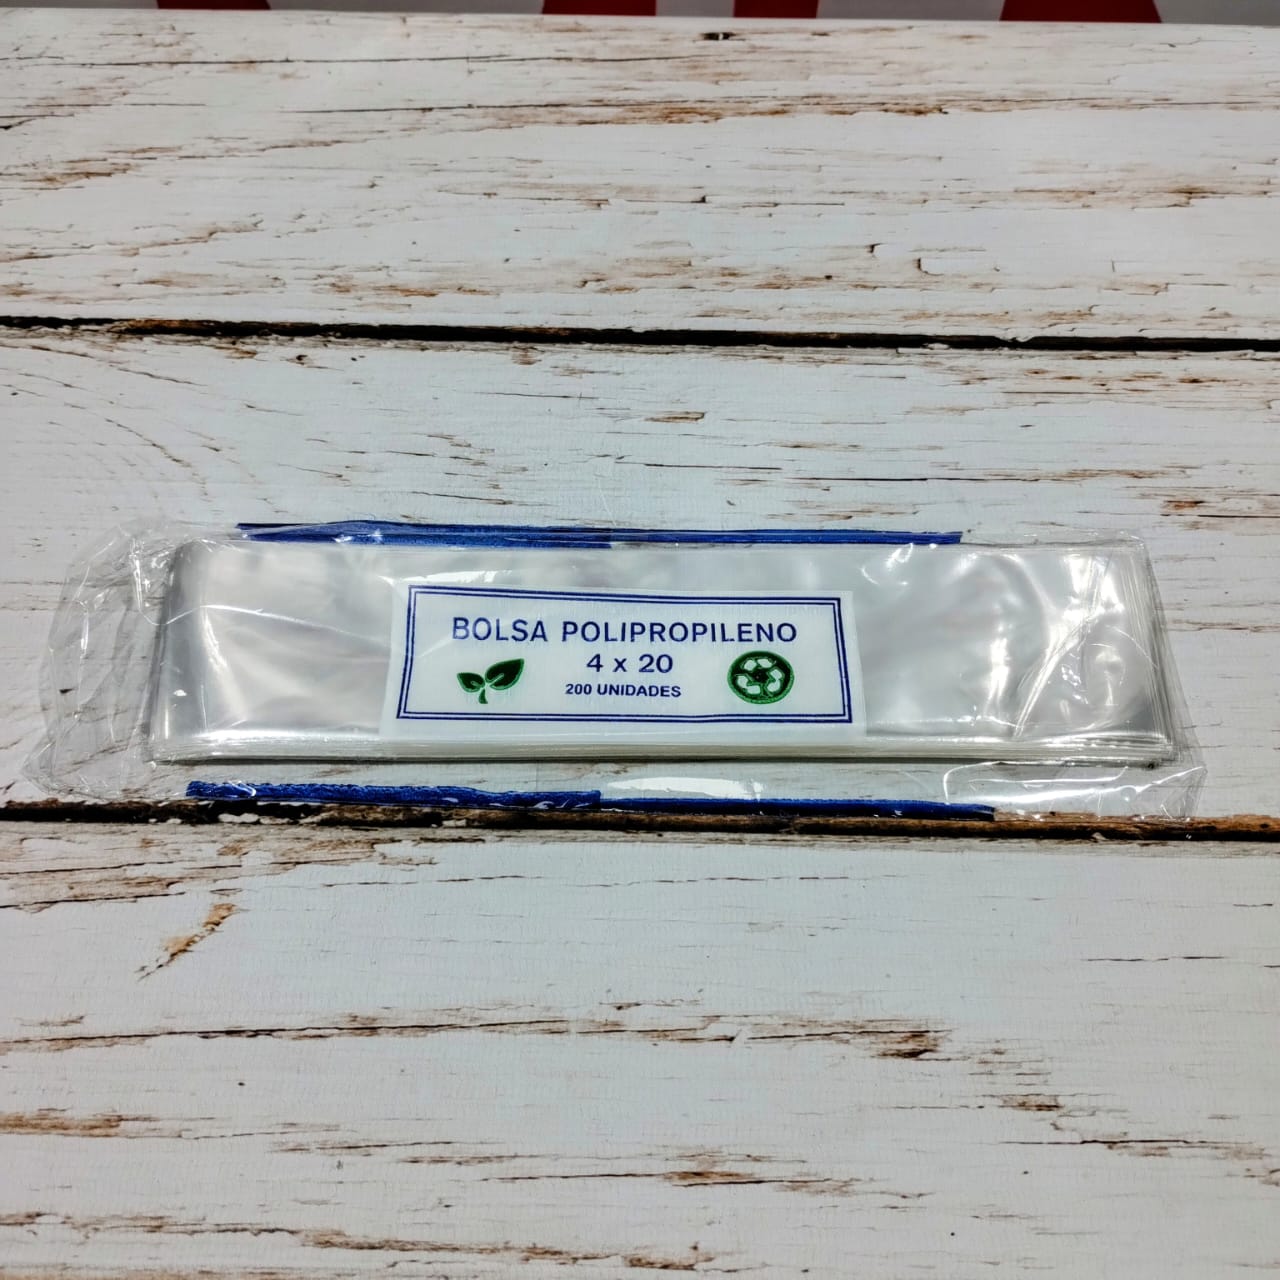 BOLSA POLIPROPILENO
4 x 20
200 UNIDADES